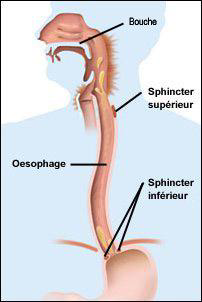 Bouche
Sphincter
supérieur
Oesophage
Sphincter
inférieur